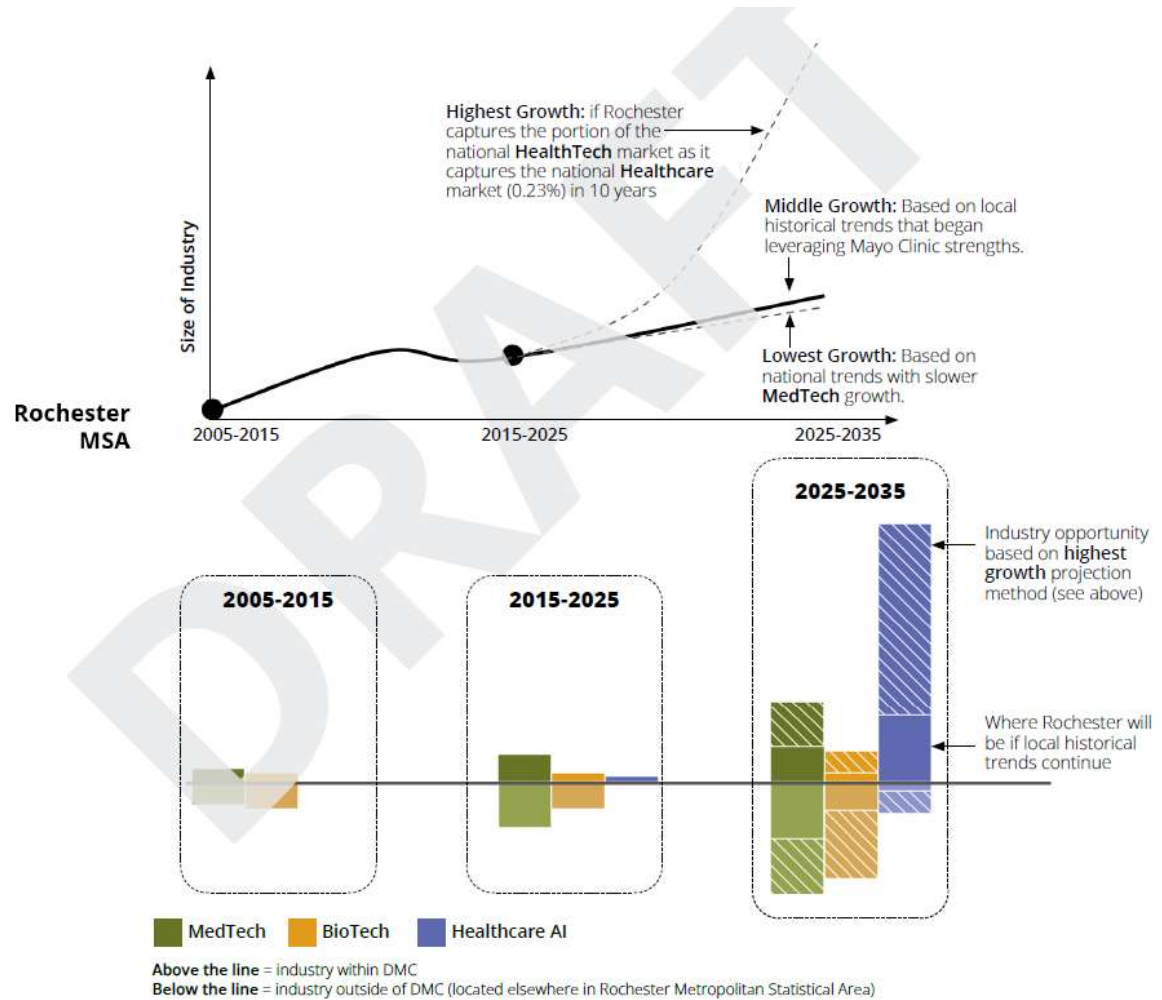 DRAFT
Highest Growth: if Rochester
captures the portion of the
national HealthTech market as it
captures the national Healthcare
market (0.23%) in 10 years
Middle Growth: Based on local
historical trends that began
leveraging Mayo Clinic strengths.
Size of Industry
Lowest Growth: Based on
national trends with slower
MedTech growth.
Rochester
MSA
2005-2015
2015-2025
2025-2035
2025-2035
Industry opportunity
based on highest
growth projection
method (see above)
2005-2015
2015-2025
Where Rochester will
be if local historical
trends continue
MedTech
BioTech
Healthcare AI
Above the line = industry within DMC
Below the line = industry outside of DMC (located elsewhere in Rochester Metropolitan Statistical Area)